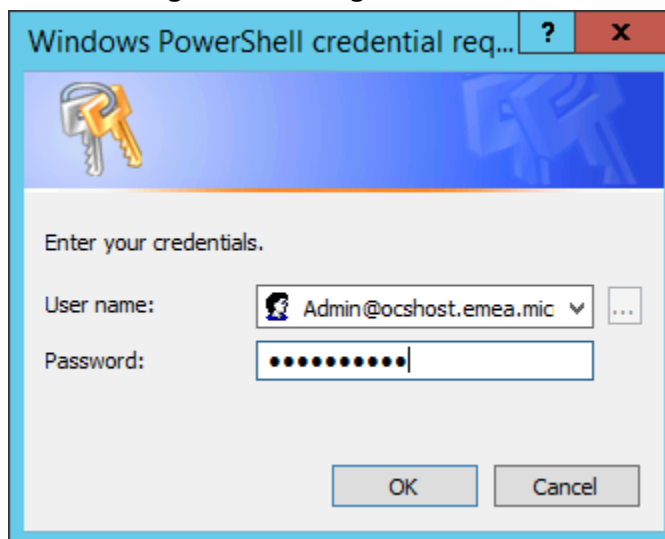 Windows PowerShell credential req... ? x
Enter your credentials.
User name: Admin@ocshost.emea.mic ...
Password: ●●●●●●●●●●
OK Cancel